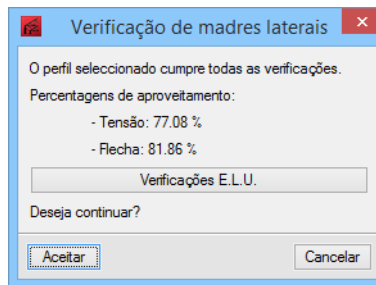 Verificação de madres laterais
O perfil seleccionado cumpre todas as verificações.
Percentagens de aproveitamento:
- Tensão: 77.08 %
- Flecha: 81.86 %
Verificações E.L.U.
Deseja continuar?
Aceitar
Cancelar